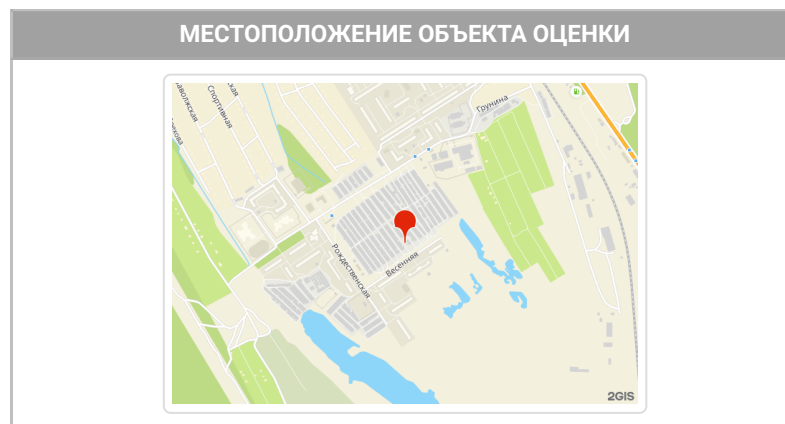 МЕСТОПОЛОЖЕНИЕ ОБЪЕКТА ОЦЕНКИ
Спортивная
Грунина
Рождественская
Весенняя
2GIS